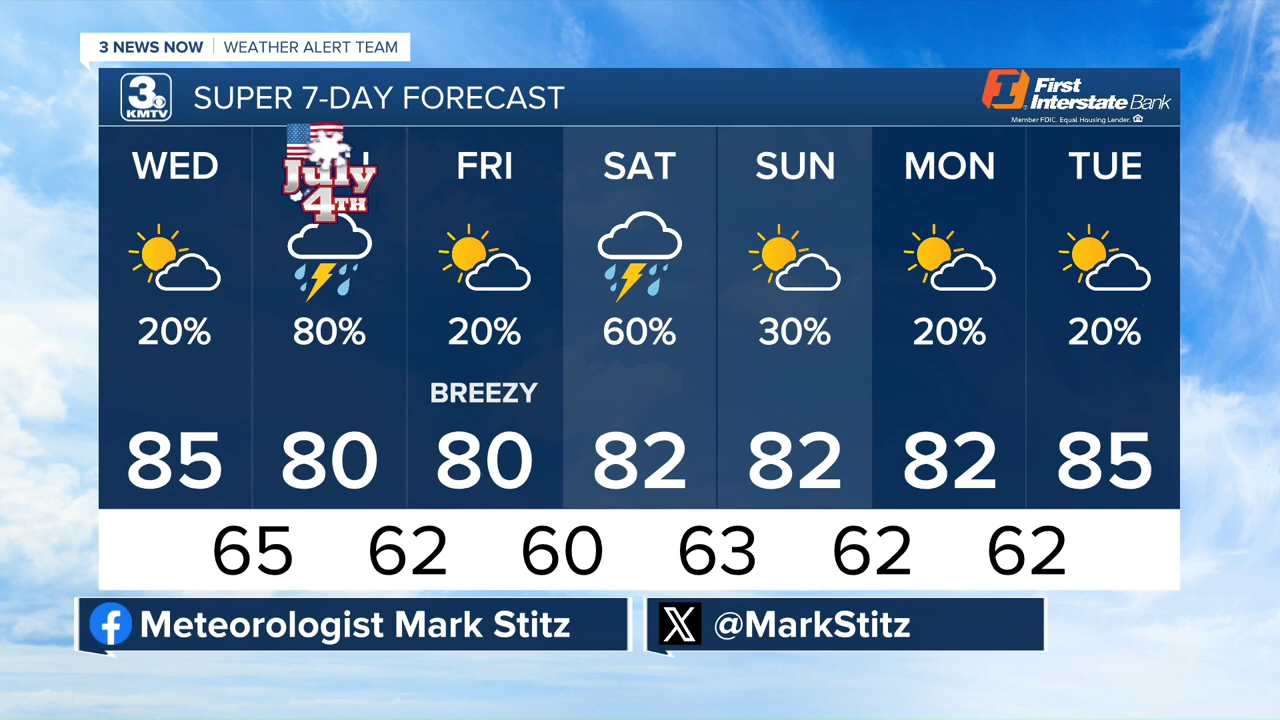 3 NEWS NOW | WEATHER ALERT TEAM
3 KMTV
SUPER 7-DAY FORECAST
First
Interstate Bank
Member FDIC. Equal Housing Lender.
WED July 4TH FRI SAT SUN MON TUE
20% 80% 20% 60% 30% 20% 20%
BREEZY
85 80 80 82 82 82 85
65 62 60 63 62 62
Meteorologist Mark Stitz
@MarkStitz